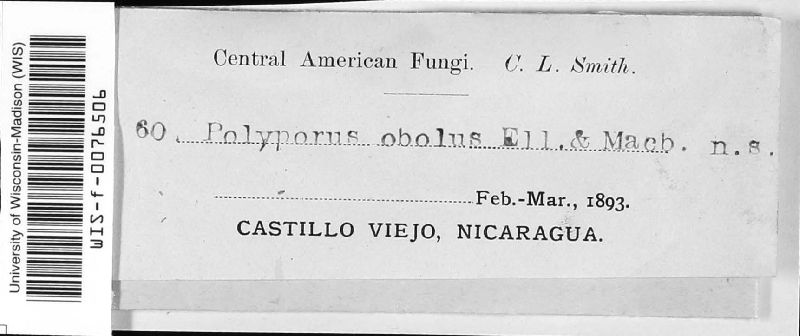 University of Wisconsin-Madison (WIS)
WIS-f-0076506
Central American Fungi. C. L. Smith.
60. Polyporus obolus Ell. & Macb. n.s.
Feb.-Mar., 1893.
CASTILLO VIEJO, NICARAGUA.